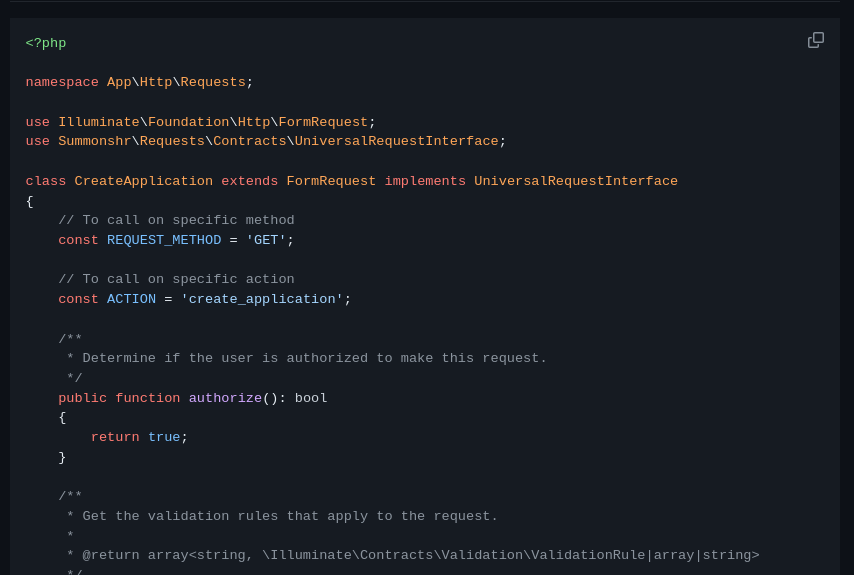 <?php

namespace App\Http\Requests;

use Illuminate\Foundation\Http\FormRequest;
use Summonshr\Requests\Contracts\UniversalRequestInterface;

class CreateApplication extends FormRequest implements UniversalRequestInterface
{
    // To call on specific method
    const REQUEST_METHOD = 'GET';

    // To call on specific action
    const ACTION = 'create_application';

    /**
     * Determine if the user is authorized to make this request.
     */
    public function authorize(): bool
    {
        return true;
    }

    /**
     * Get the validation rules that apply to the request.
     *
     * @return array<string, \Illuminate\Contracts\Validation\ValidationRule|array|string>
     */